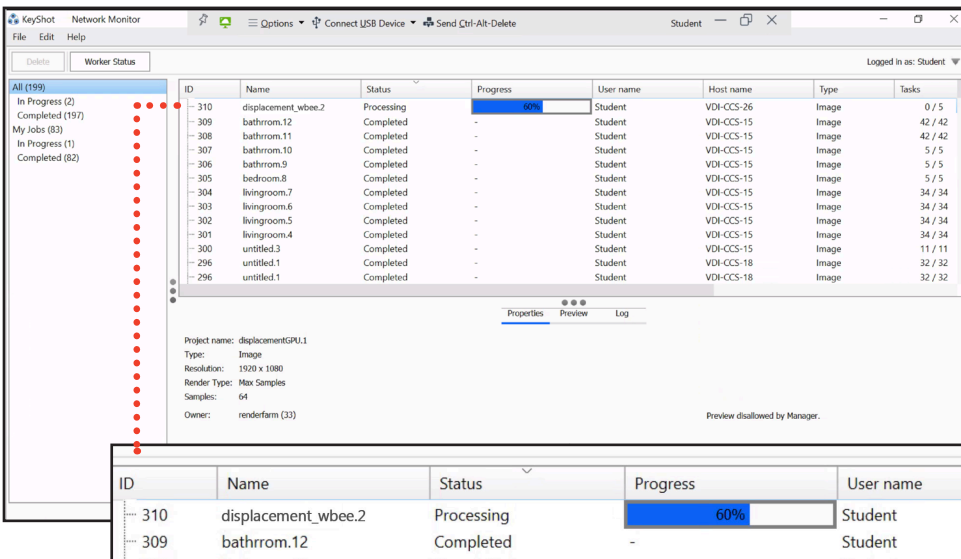 KeyShot Network Monitor Options Connect USB Device Send Ctrl-Alt-Delete Student
File Edit Help
Delete Worker Status Logged in as: Student
All (199)
In Progress (2)
Completed (197)
My Jobs (83)
In Progress (1)
Completed (82)
ID Name Status Progress User name Host name Type Tasks
310 displacement_wbee.2 Processing 60% Student VDI-CCS-26 Image 0 / 5
309 bathrrom.12 Completed - Student VDI-CCS-15 Image 42 / 42
308 bathrrom.11 Completed - Student VDI-CCS-15 Image 42 / 42
307 bathrrom.10 Completed - Student VDI-CCS-15 Image 5 / 5
306 bathrrom.9 Completed - Student VDI-CCS-15 Image 5 / 5
305 bedroom.8 Completed - Student VDI-CCS-15 Image 5 / 5
304 livingroom.7 Completed - Student VDI-CCS-15 Image 34 / 34
303 livingroom.6 Completed - Student VDI-CCS-15 Image 34 / 34
302 livingroom.5 Completed - Student VDI-CCS-15 Image 34 / 34
301 livingroom.4 Completed - Student VDI-CCS-15 Image 34 / 34
300 untitled.3 Completed - Student VDI-CCS-15 Image 11 / 11
296 untitled.1 Completed - Student VDI-CCS-18 Image 32 / 32
296 untitled.1 Completed - Student VDI-CCS-18 Image 32 / 32
Properties Preview Log
Project name: displacementGPU.1
Type: Image
Resolution: 1920 x 1080
Render Type: Max Samples
Samples: 64
Owner: renderfarm (33) Preview disallowed by Manager.
ID Name Status Progress User name
310 displacement_wbee.2 Processing 60% Student
309 bathrrom.12 Completed - Student